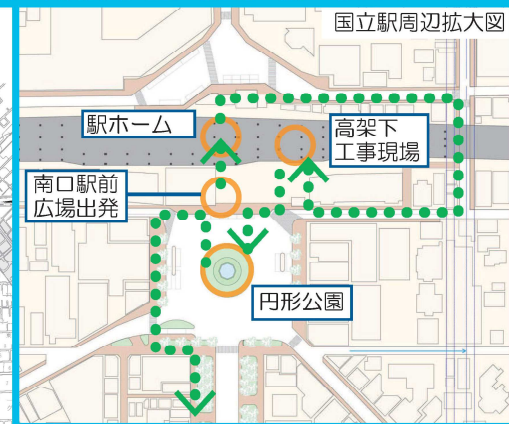 国立駅周辺拡大図
駅ホーム
高架下
工事現場
南口駅前
広場出発
円形公園